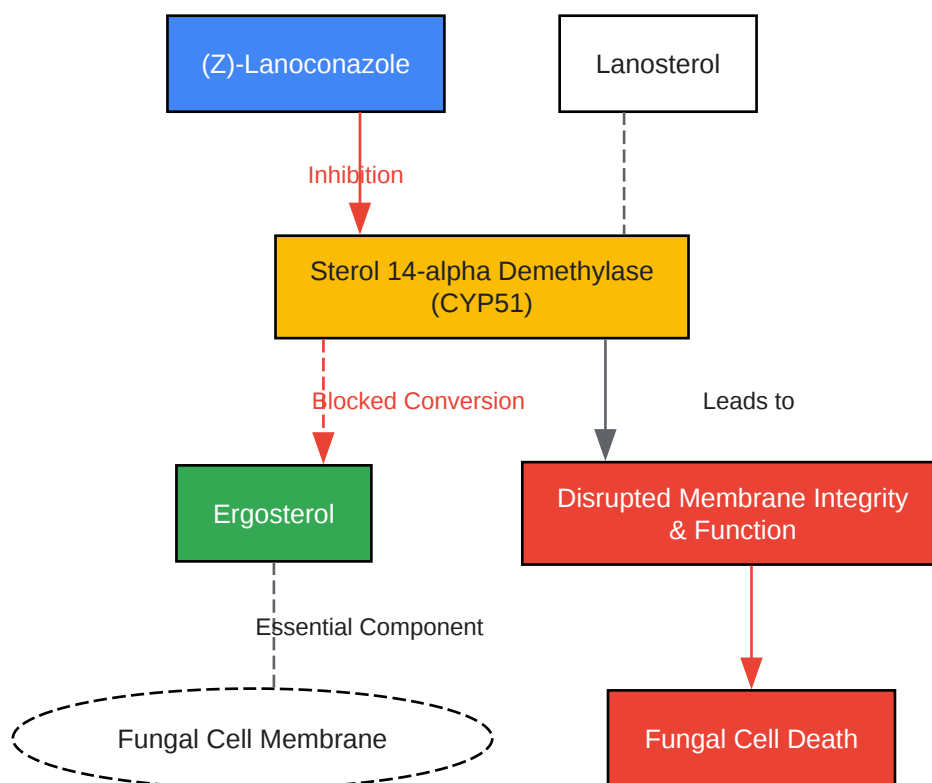 (Z)-Lanoconazole
Lanosterol
Inhibition
Sterol 14-alpha Demethylase
(CYP51)
Blocked Conversion
Leads to
Ergosterol
Disrupted Membrane Integrity
& Function
Essential Component
Fungal Cell Membrane
Fungal Cell Death